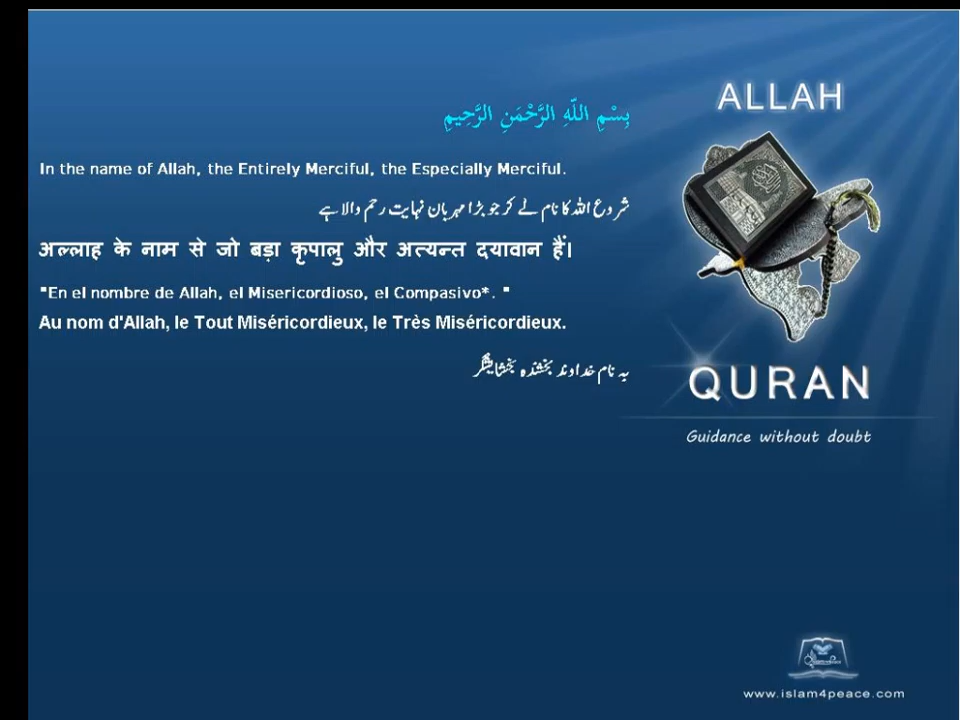 بِسْمِ اللّهِ الرَّحْمَنِ الرَّحِيمِ
In the name of Allah, the Entirely Merciful, the Especially Merciful.
شروع الله کا نام لے کر جو بڑا مہربان نہایت رحم والا ہے
अल्लाह के नाम से जो बड़ा कृपालु और अत्यन्त दयावान हैं।
"En el nombre de Allah, el Misericordioso, el Compasivo*. "
Au nom d'Allah, le Tout Miséricordieux, le Très Miséricordieux.
به نام خداوند بخشنده بخشایشگر
ALLAH
QURAN
Guidance without doubt
www.islam4peace.com